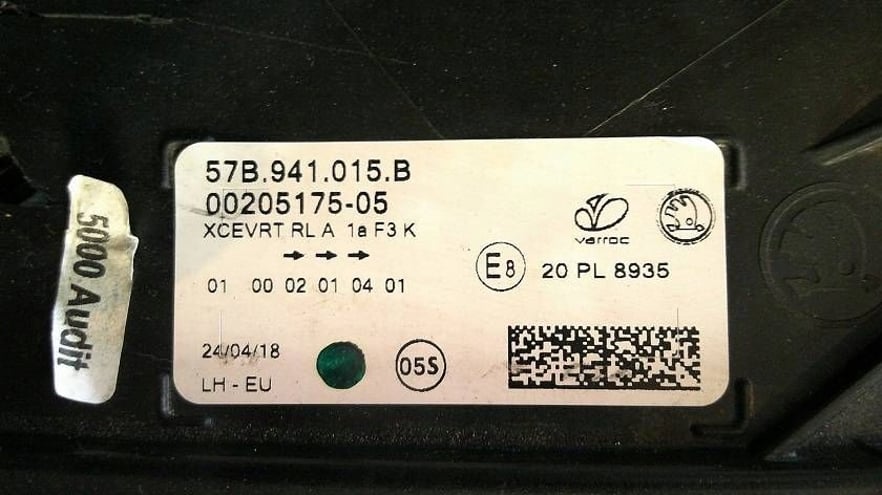 57B.941.015.B
00205175-05
XCEVRT RL A 1a F3 K
01 00 02 01 04 01
24/04/18
LH - EU
05S
varroc
E8
20 PL 8935
5000 Audit